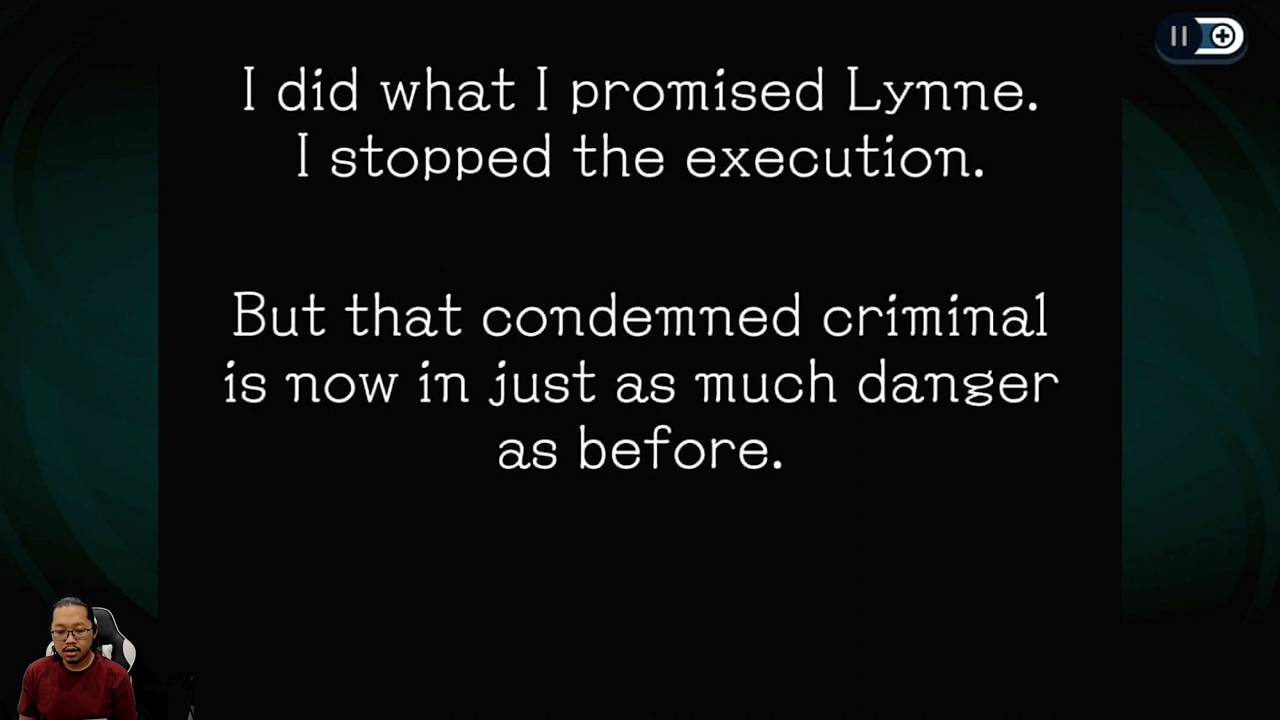 I did what I promised Lynne.
I stopped the execution.
But that condemned criminal
is now in just as much danger
as before.